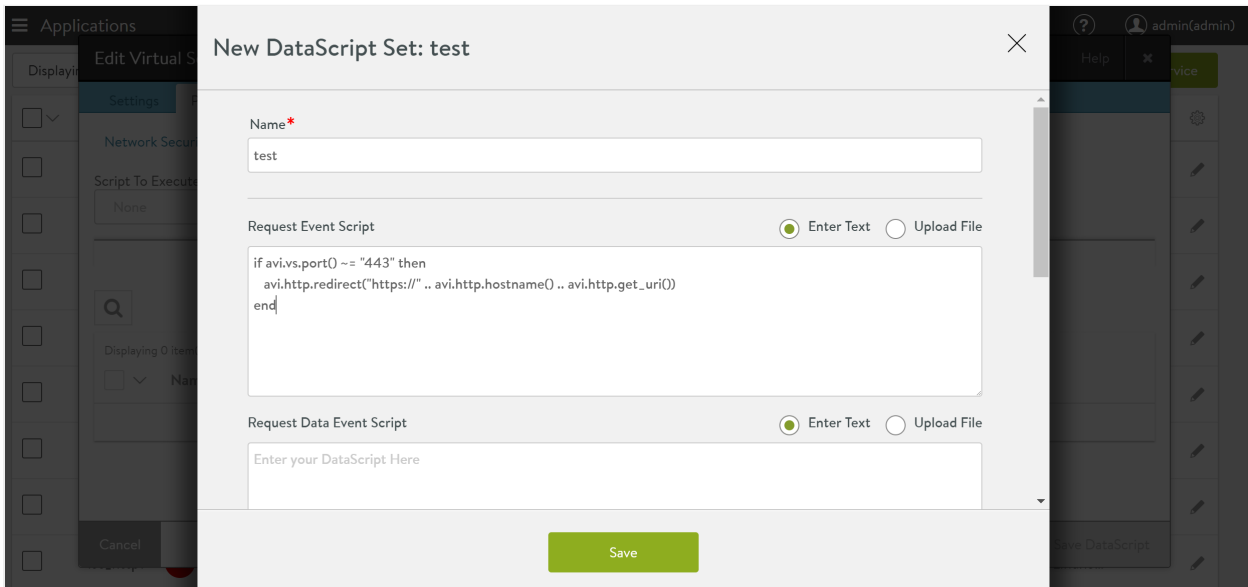 Applications
admin(admin)
New DataScript Set: test
Edit Virtual S
Help
Displayin
vice
Settings
Name*
Network Secur
test
Script To Execute
None
Request Event Script
Enter Text
Upload File
if avi.vs.port() ~= "443" then
avi.http.redirect("https://" .. avi.http.hostname() .. avi.http.get_uri())
end
Displaying 0 item
Nam
Request Data Event Script
Enter Text
Upload File
Enter your DataScript Here
Cancel
Save
Save DataScript